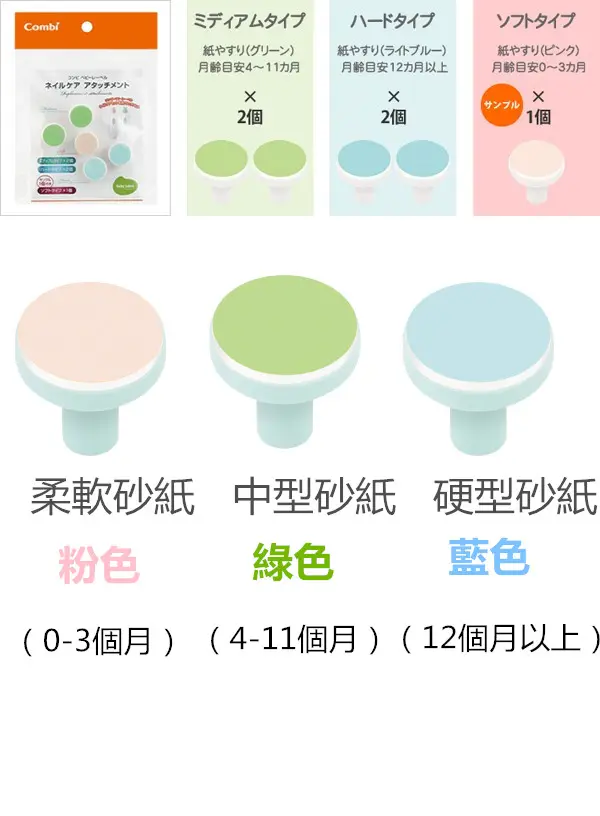 Combi
コンビ ベビーレーベル
ネイルケア アタッチメント
ミディアムタイプ
紙やすり(グリーン)
月齢目安4～11カ月
×
2個
ハードタイプ
紙やすり(ライトブルー)
月齢目安12カ月以上
×
2個
ソフトタイプ
紙やすり(ピンク)
月齢目安0～3カ月
サンプル
×
1個
柔軟砂紙
中型砂紙
硬型砂紙
粉色
綠色
藍色
(0-3個月)
(4-11個月)
(12個月以上)